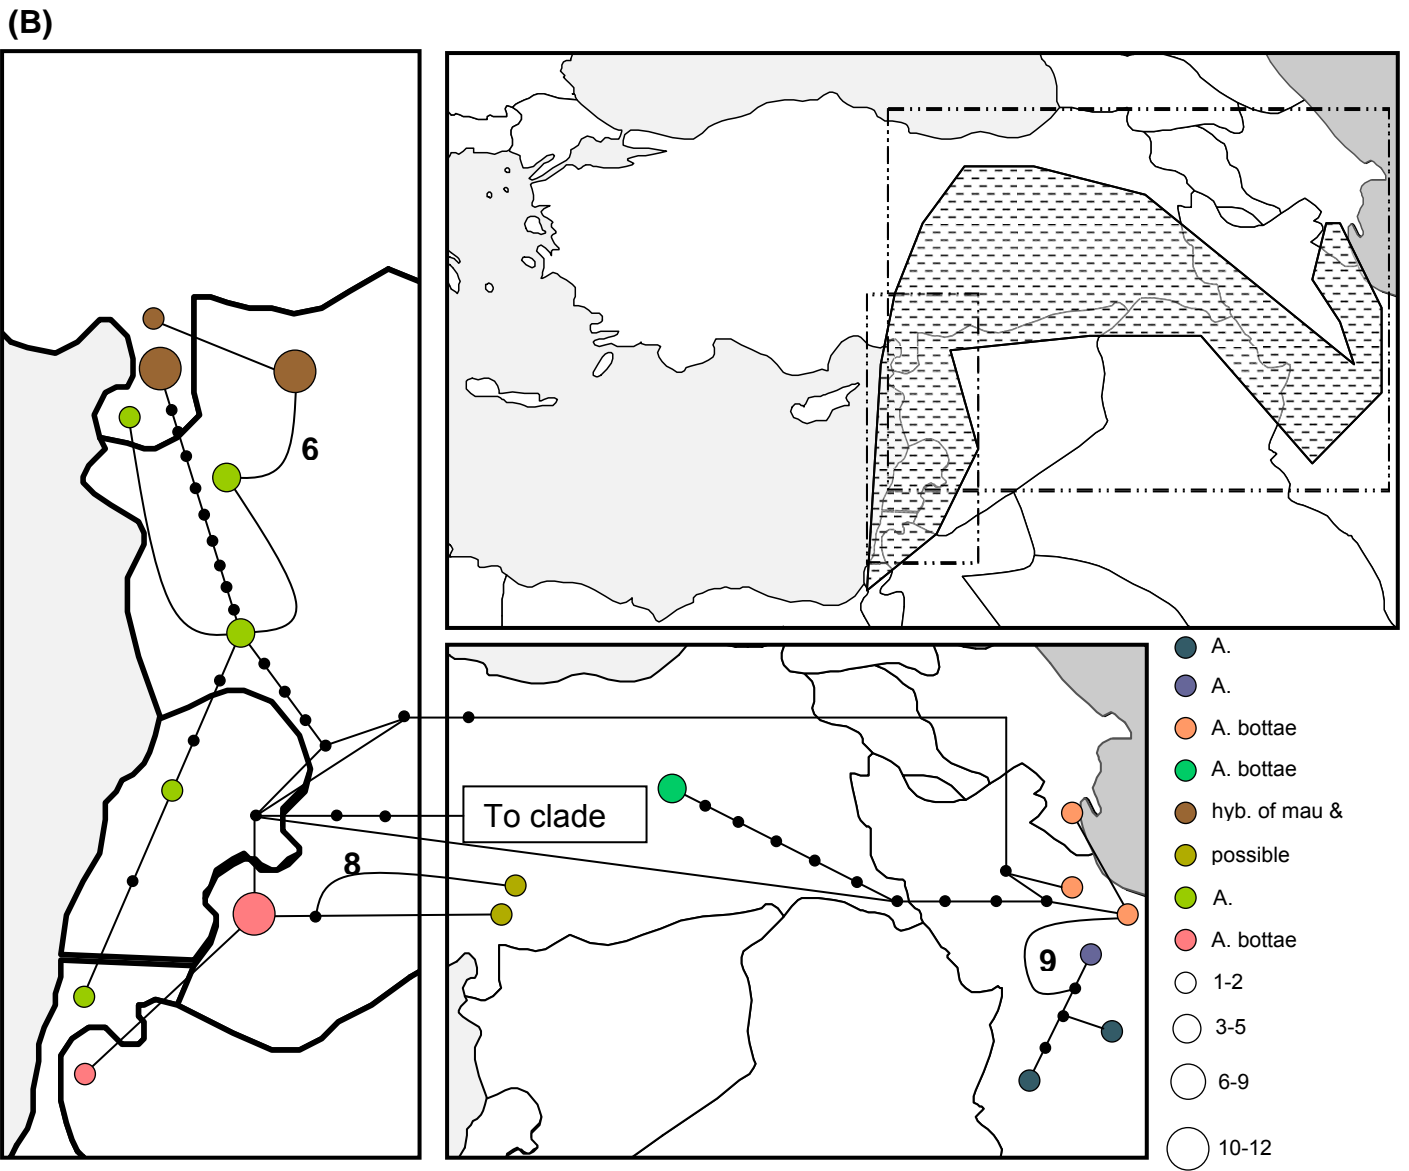 (B)
6
8
To clade
9
A.
A.
A. bottae
A. bottae
hyb. of mau &
possible
A.
A. bottae
1-2
3-5
6-9
10-12